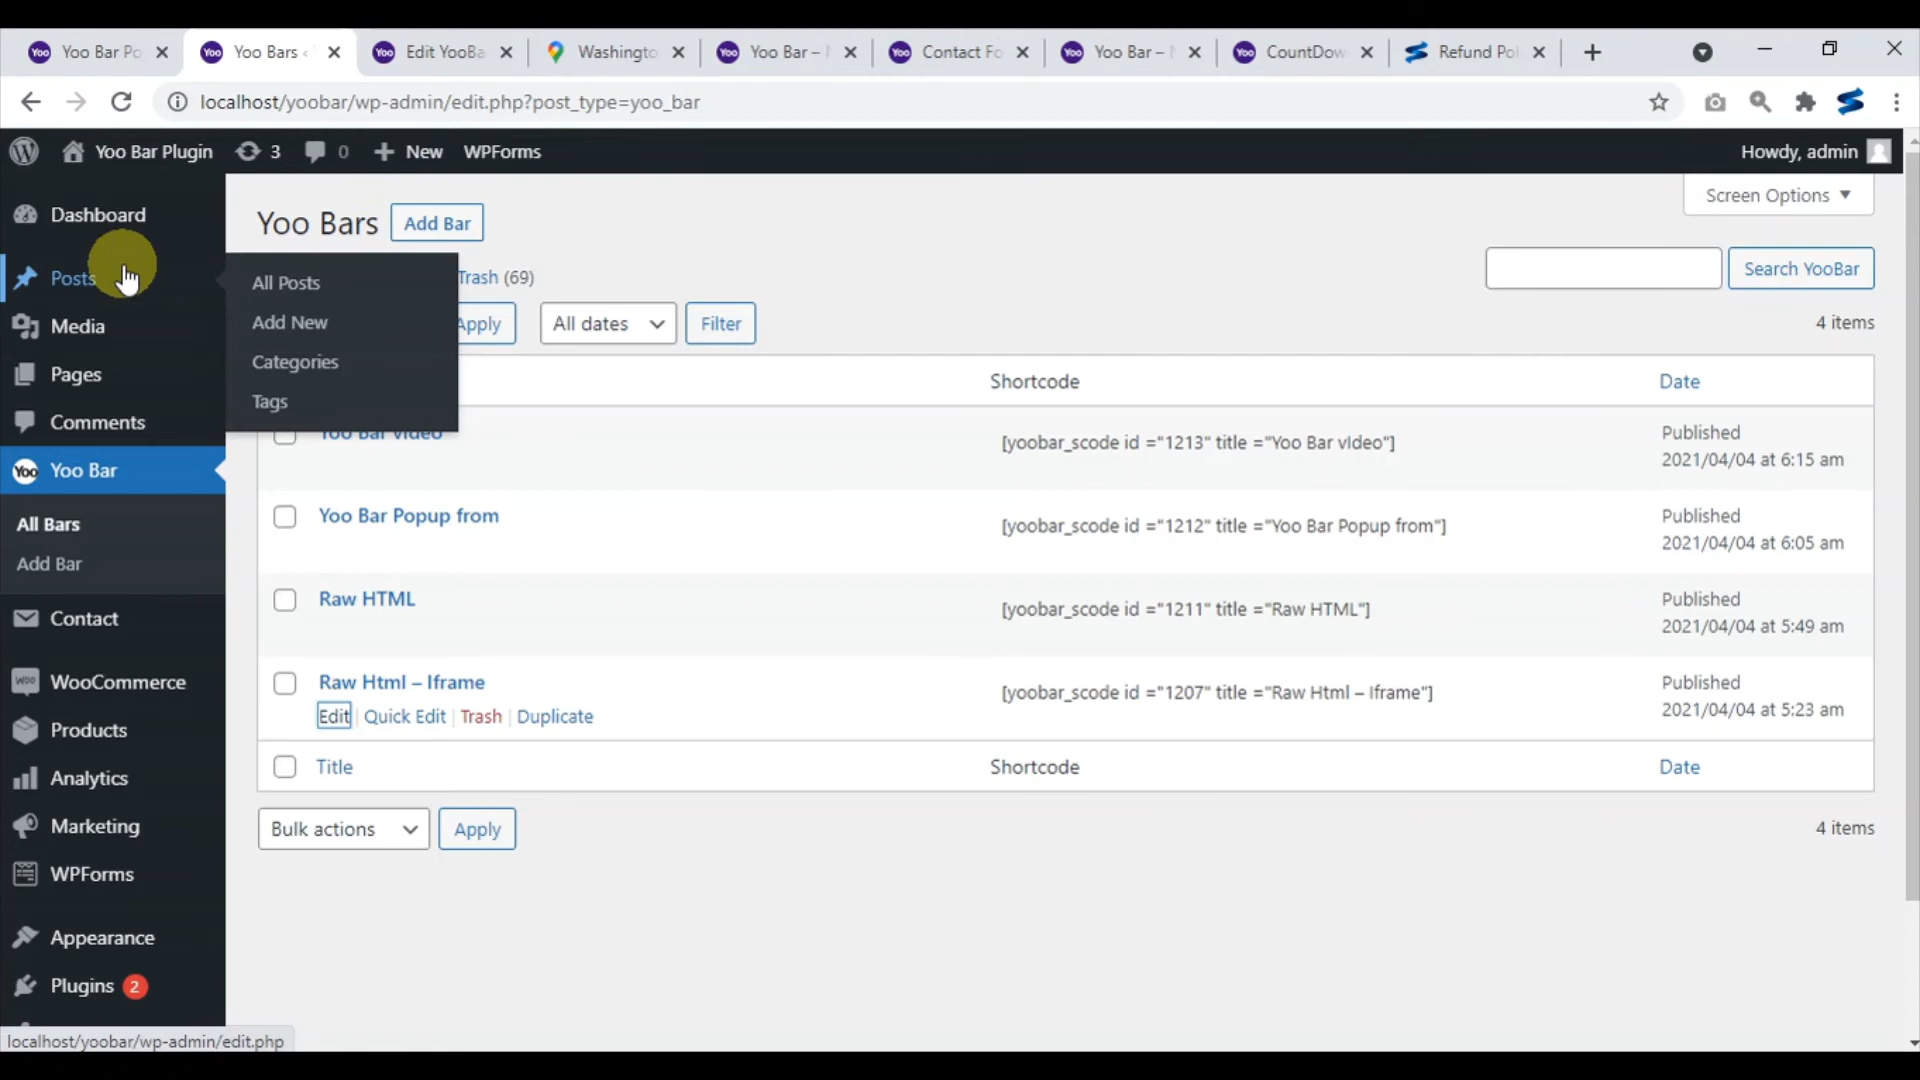 Yoo Bar Po
Yoo Bars
Edit YooBa
Washingto
Yoo Bar –
Contact Fo
Yoo Bar –
CountDow
Refund Pol
localhost/yoobar/wp-admin/edit.php?post_type=yoo_bar
Yoo Bar Plugin
3
0
New
WPForms
Howdy, admin
Dashboard
Posts
Media
Pages
Comments
Yoo Bar
All Bars
Add Bar
Contact
WooCommerce
Products
Analytics
Marketing
WPForms
Appearance
Plugins 2
All Posts
Add New
Categories
Tags
Yoo Bars
Add Bar
Screen Options
Trash (69)
Search YooBar
Apply
All dates
Filter
4 items
Shortcode
Date
Yoo Bar vIdeo
[yoobar_scode id ="1213" title ="Yoo Bar vIdeo"]
Published
2021/04/04 at 6:15 am
Yoo Bar Popup from
[yoobar_scode id ="1212" title ="Yoo Bar Popup from"]
Published
2021/04/04 at 6:05 am
Raw HTML
[yoobar_scode id ="1211" title ="Raw HTML"]
Published
2021/04/04 at 5:49 am
Raw Html – Iframe
Edit | Quick Edit | Trash | Duplicate
[yoobar_scode id ="1207" title ="Raw Html – Iframe"]
Published
2021/04/04 at 5:23 am
Title
Shortcode
Date
Bulk actions
Apply
4 items
localhost/yoobar/wp-admin/edit.php